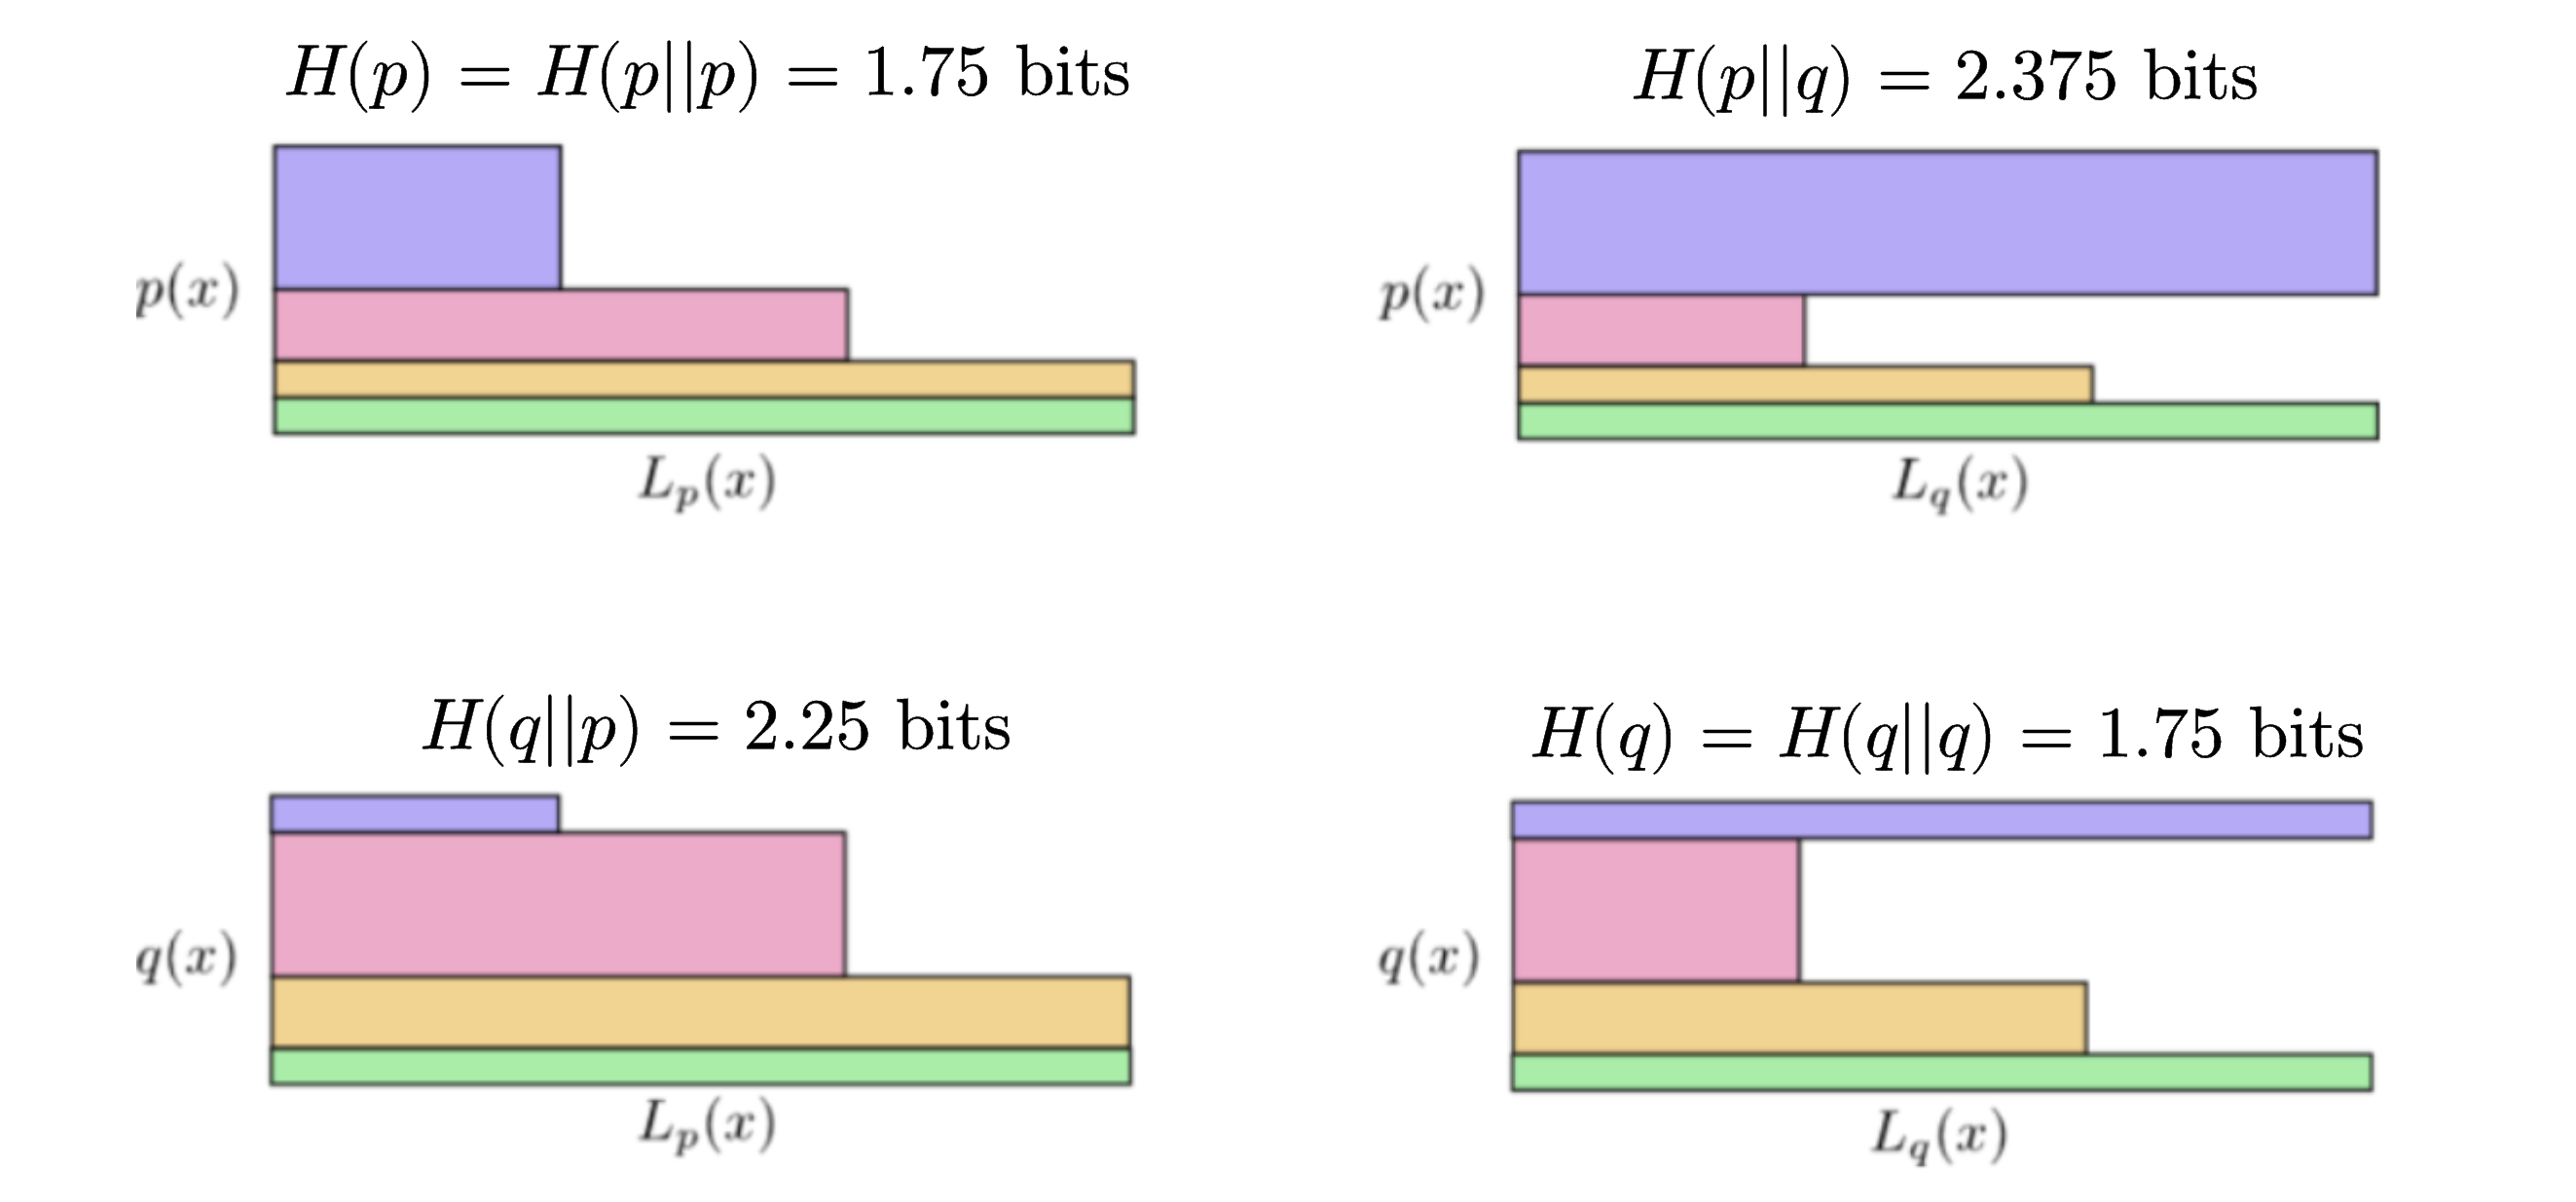 H(p) = H(p||p) = 1.75 bits
p(x)
L_p(x)
H(p||q) = 2.375 bits
p(x)
L_q(x)
H(q||p) = 2.25 bits
q(x)
L_p(x)
H(q) = H(q||q) = 1.75 bits
q(x)
L_q(x)